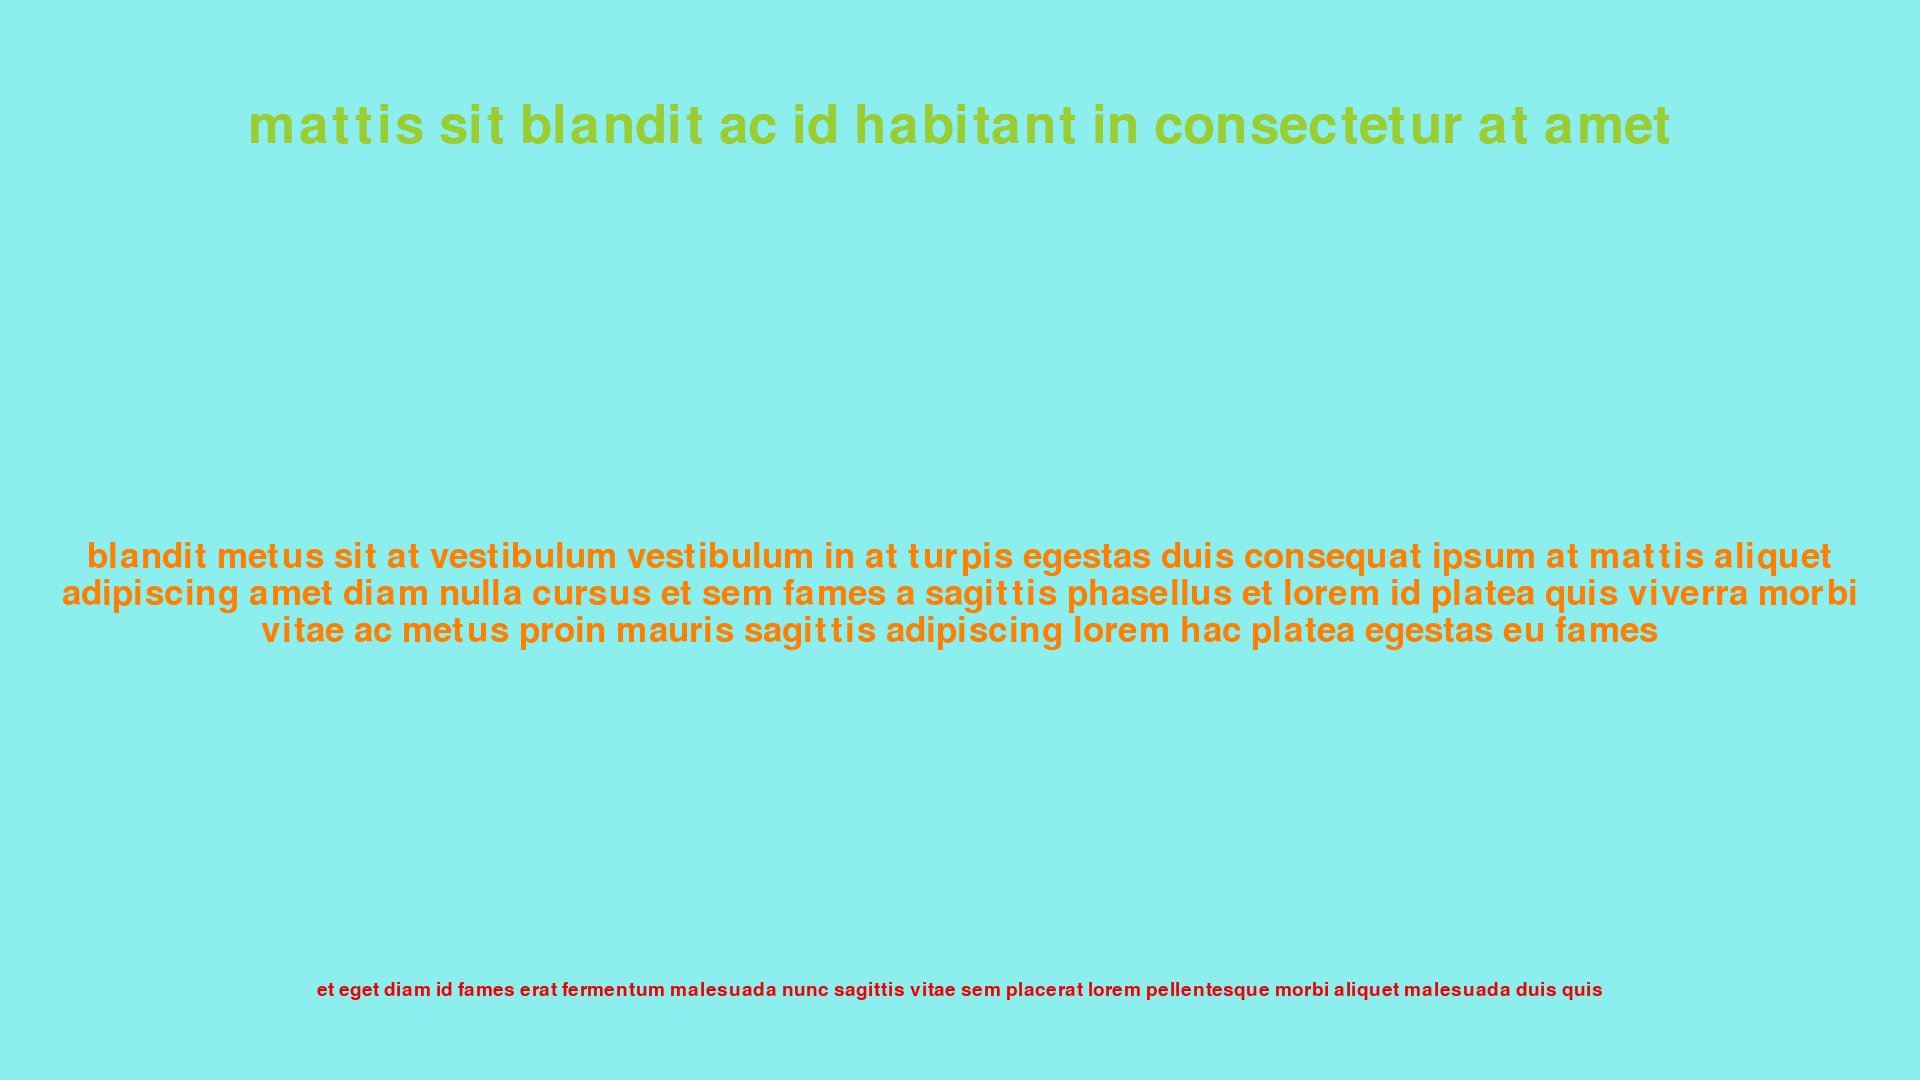 mattis sit blandit ac id habitant in consectetur at amet
blandit metus sit at vestibulum vestibulum in at turpis egestas duis consequat ipsum at mattis aliquet
adipiscing amet diam nulla cursus et sem fames a sagittis phasellus et lorem id platea quis viverra morbi
vitae ac metus proin mauris sagittis adipiscing lorem hac platea egestas eu fames
et eget diam id fames erat fermentum malesuada nunc sagittis vitae sem placerat lorem pellentesque morbi aliquet malesuada duis quis